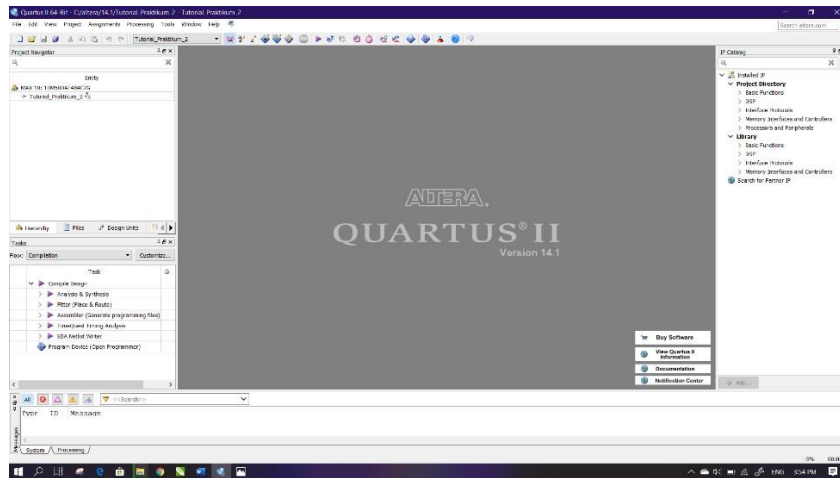 Quartus II 64-Bit - C:/altera/14.1/Tutorial_Praktikum_2 - Tutorial_Praktikum_2
File Edit View Project Assignments Processing Tools Window Help
Search altera.com
Tutorial_Praktikum_2
Project Navigator
Entity
MAX 10: 10M50DAF484C7G
Tutorial_Praktikum_2
Hierarchy Files Design Units
Tasks
Flow: Compilation Customize...
Task
Compile Design
Analysis & Synthesis
Fitter (Place & Route)
Assembler (Generate programming files)
TimeQuest Timing Analysis
EDA Netlist Writer
Program Device (Open Programmer)
ALTERA.
QUARTUS® II
Version 14.1
Buy Software
View Quartus II Information
Documentation
Notification Center
IP Catalog
Installed IP
Project Directory
Basic Functions
DSP
Interface Protocols
Memory Interfaces and Controllers
Processors and Peripherals
Library
Basic Functions
DSP
Interface Protocols
Memory Interfaces and Controllers
Search for Partner IP
Add...
All <<Search>>
Type ID Message
Messages
System Processing
0% 00:00
ENG 3:54 PM